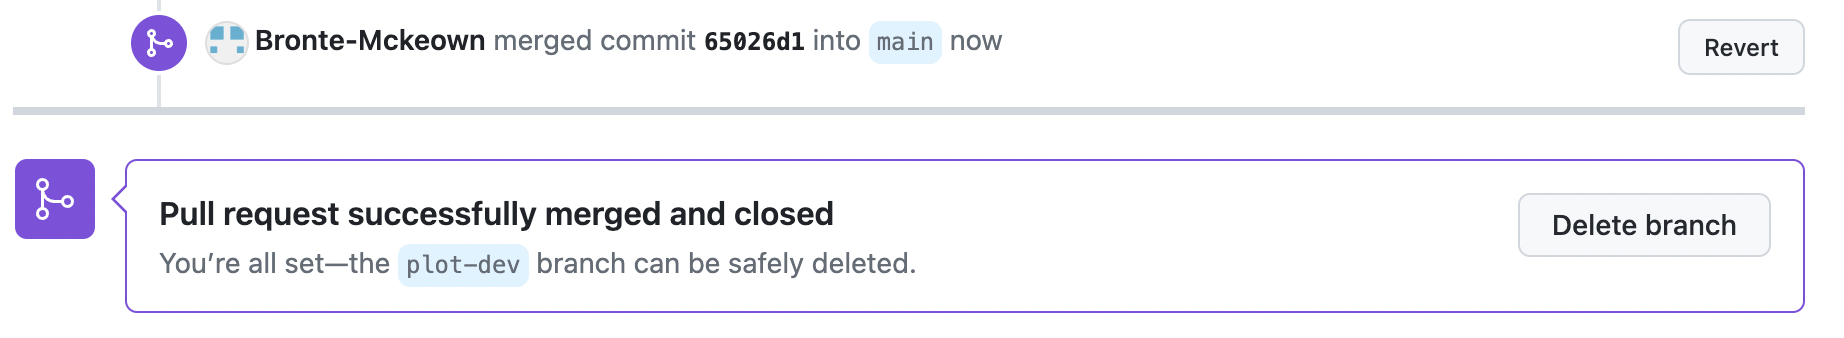 Bronte-Mckeown merged commit 65026d1 into main now
Revert
Pull request successfully merged and closed
You’re all set—the plot-dev branch can be safely deleted.
Delete branch